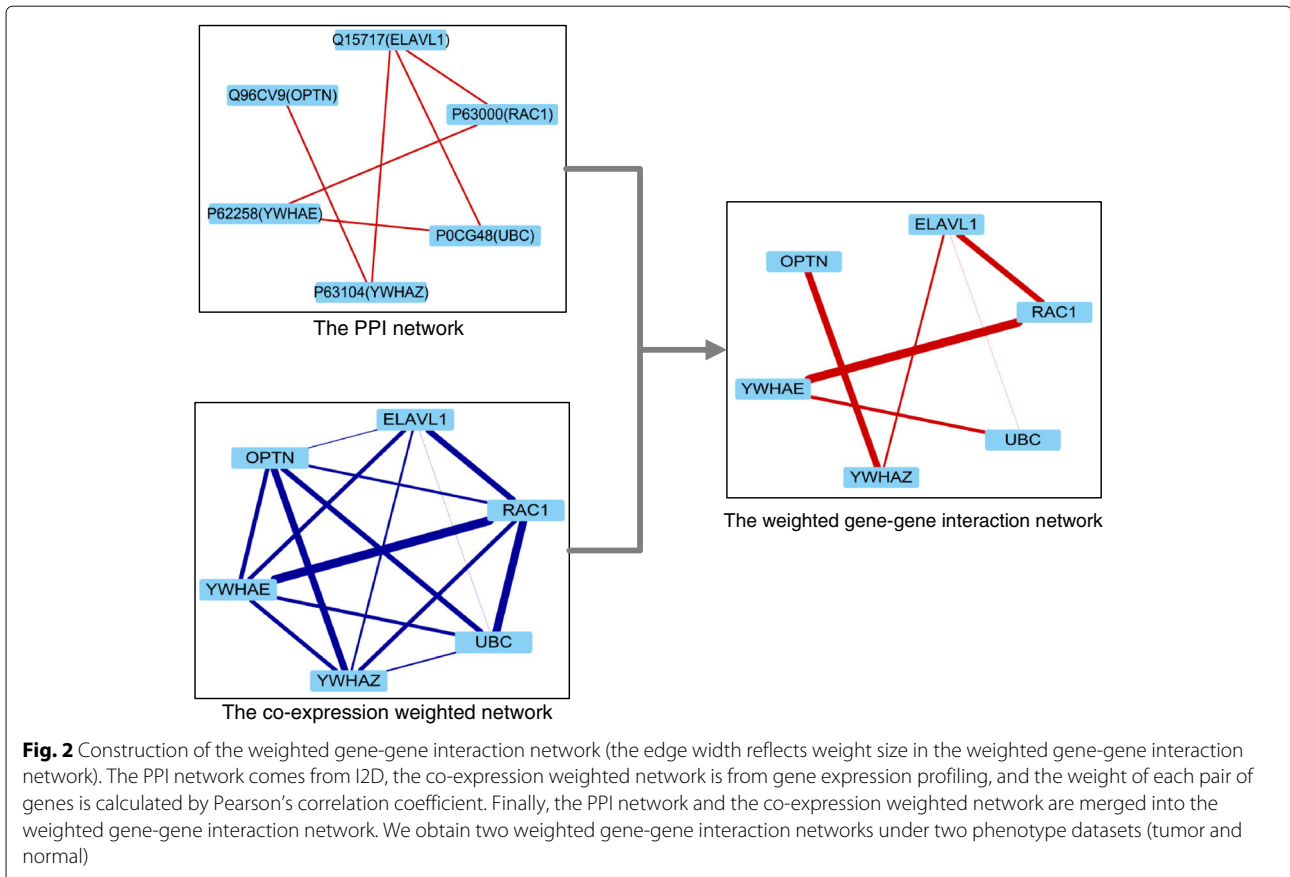 Q15717(ELAVL1)
Q96CV9(OPTN)
P63000(RAC1)
P62258(YWHAE)
P0CG48(UBC)
P63104(YWHAZ)
The PPI network
ELAVL1
OPTN
RAC1
YWHAE
UBC
YWHAZ
The co-expression weighted network
ELAVL1
OPTN
RAC1
YWHAE
UBC
YWHAZ
The weighted gene-gene interaction network
Fig. 2 Construction of the weighted gene-gene interaction network (the edge width reflects weight size in the weighted gene-gene interaction
network). The PPI network comes from I2D, the co-expression weighted network is from gene expression profiling, and the weight of each pair of
genes is calculated by Pearson's correlation coefficient. Finally, the PPI network and the co-expression weighted network are merged into the
weighted gene-gene interaction network. We obtain two weighted gene-gene interaction networks under two phenotype datasets (tumor and
normal)